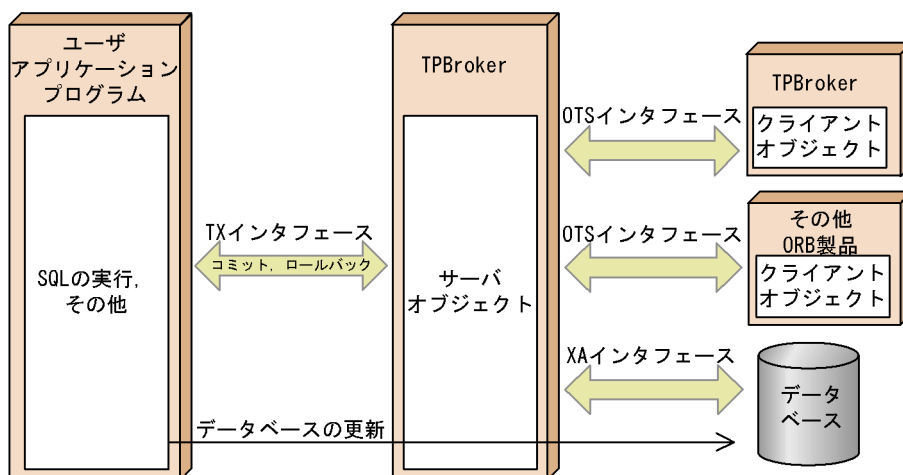 ユーザ
アプリケーション
プログラム
SQLの実行,
その他
TXインタフェース
コミット，ロールバック
TPBroker
サーバ
オブジェクト
OTSインタフェース
TPBroker
クライアント
オブジェクト
OTSインタフェース
その他
ORB製品
クライアント
オブジェクト
XAインタフェース
データ
ベース
データベースの更新